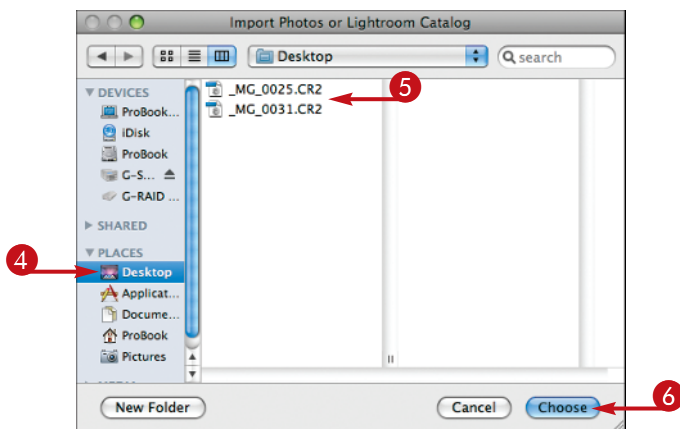 Import Photos or Lightroom Catalog
Desktop
search
DEVICES
ProBook...
iDisk
ProBook
G-S...
G-RAID ...
SHARED
PLACES
Desktop
Applicat...
Docume...
ProBook
Pictures
_MG_0025.CR2
_MG_0031.CR2
5
4
New Folder
Cancel
Choose
6